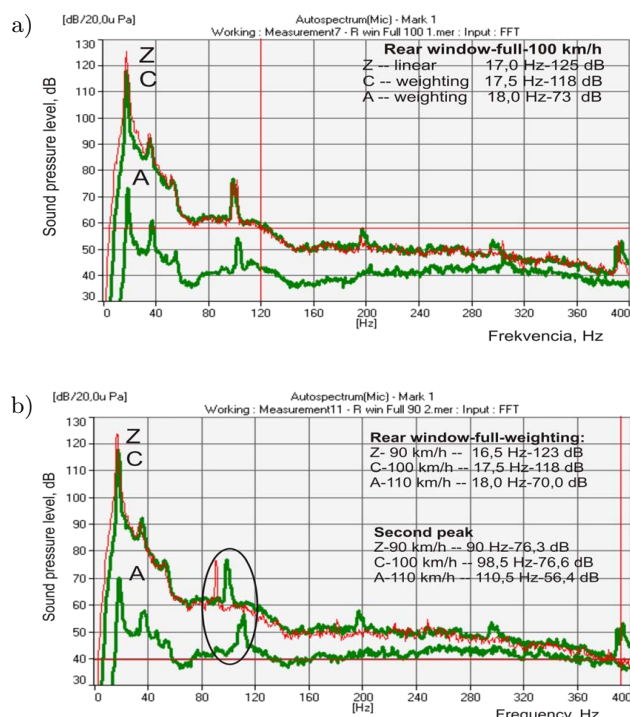 a)
[dB/20,0u Pa]
Autospectrum(Mic) - Mark 1
Working : Measurement7 - R win Full 100 1.mer : Input : FFT
Rear window-full-100 km/h
Z -- linear 17,0 Hz-125 dB
C -- weighting 17,5 Hz-118 dB
A -- weighting 18,0 Hz-73 dB
Z
C
A
Sound pressure level, dB
130
120
110
100
90
80
70
60
50
40
30
0 40 80 120 160 200 240 280 320 360 400
[Hz]
Frekvencia, Hz
b)
[dB/20,0u Pa]
Autospectrum(Mic) - Mark 1
Working : Measurement11 - R win Full 90 2.mer : Input : FFT
Rear window-full-weighting:
Z- 90 km/h -- 16,5 Hz-123 dB
C-100 km/h -- 17,5 Hz-118 dB
A-110 km/h -- 18,0 Hz-70,0 dB
Second peak
Z-90 km/h -- 90 Hz-76,3 dB
C-100 km/h -- 98,5 Hz-76,6 dB
A-110 km/h -- 110,5 Hz-56,4 dB
Z
C
A
Sound pressure level, dB
130
120
110
100
90
80
70
60
50
40
30
0 40 80 120 160 200 240 280 320 360 400
[Hz]
Frequency, Hz